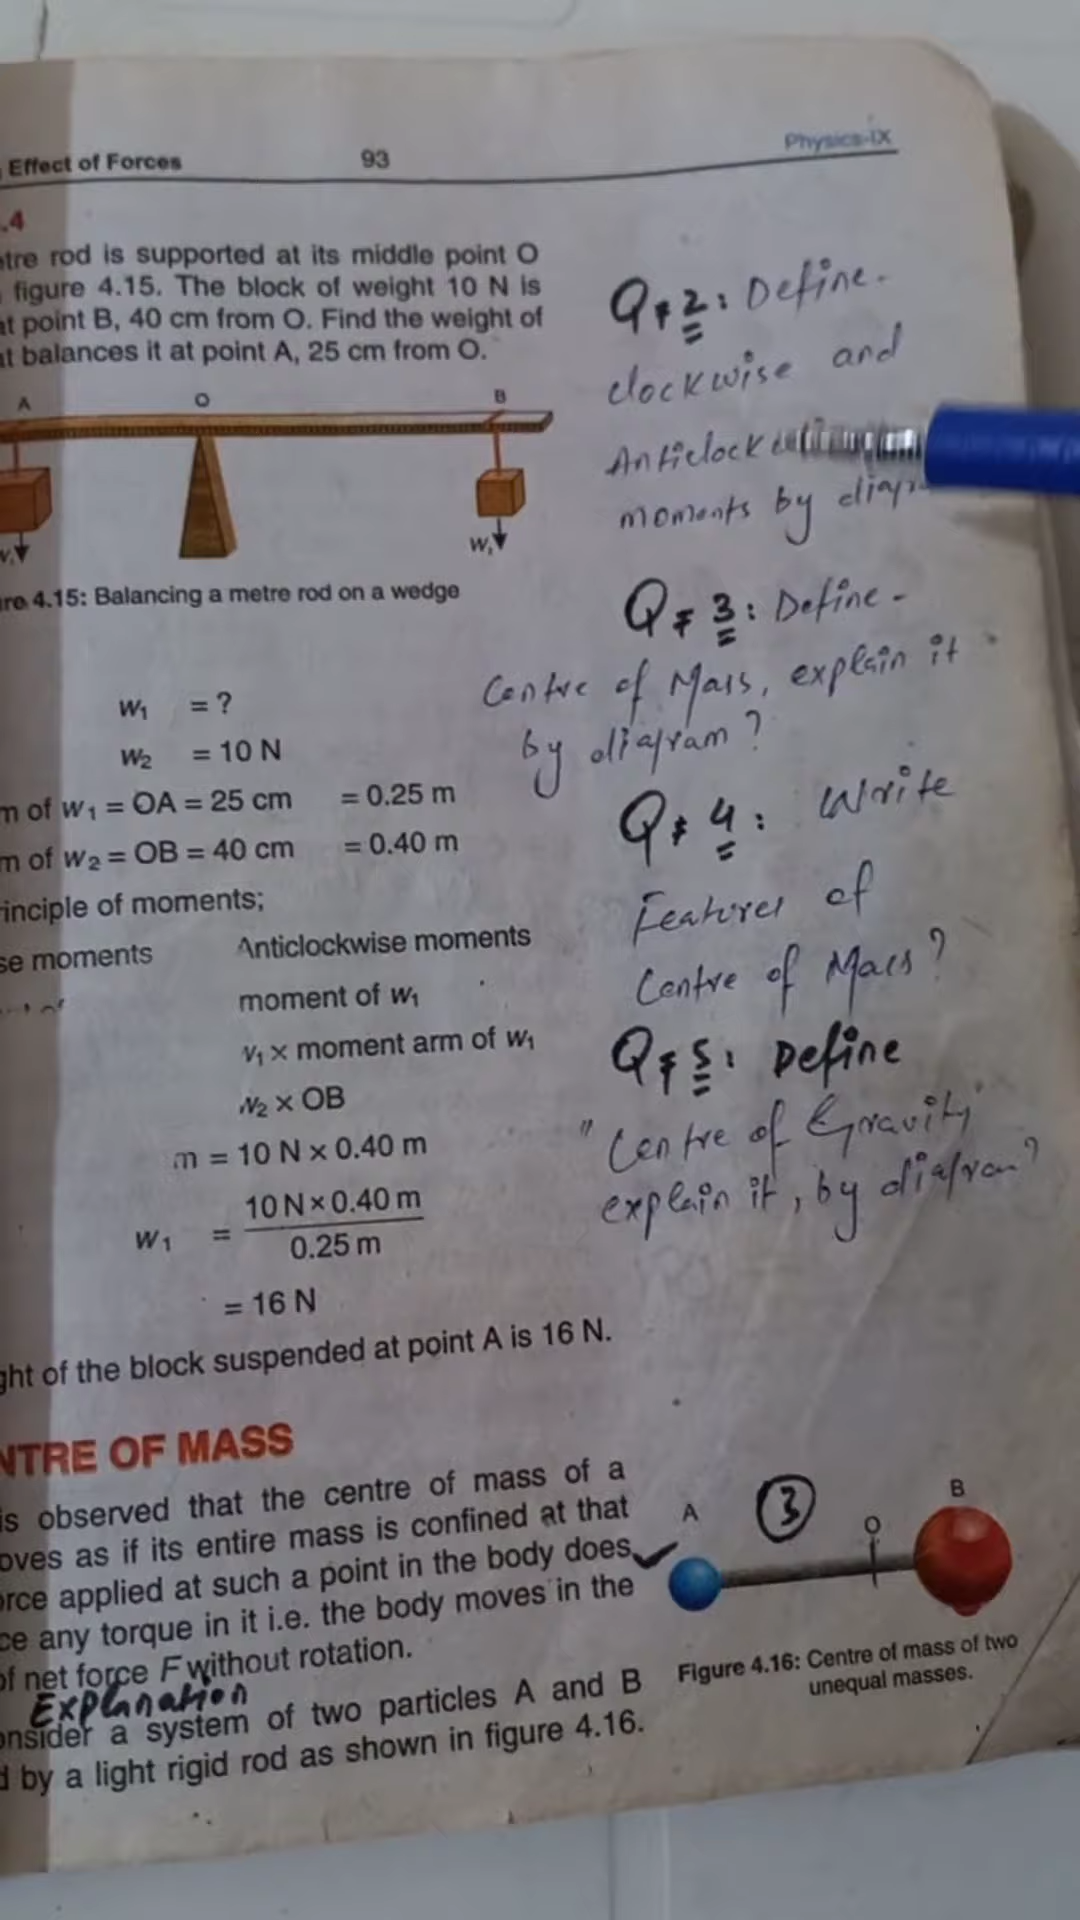 Effect of Forces 93 Physics-IX
.4
tre rod is supported at its middle point O
figure 4.15. The block of weight 10 N is
at point B, 40 cm from O. Find the weight of
at balances it at point A, 25 cm from O.
A O B
W₁
re 4.15: Balancing a metre rod on a wedge
w₁ = ?
w₂ = 10 N
m of w₁ = OA = 25 cm = 0.25 m
m of w₂ = OB = 40 cm = 0.40 m
rinciple of moments;
se moments Anticlockwise moments
moment of w₁
× moment arm of w₁
× OB
m = 10 N x 0.40 m
w₁ = 10 N × 0.40 m
0.25 m
= 16 N
ght of the block suspended at point A is 16 N.
NTRE OF MASS
is observed that the centre of mass of a
oves as if its entire mass is confined at that
orce applied at such a point in the body does
ce any torque in it i.e. the body moves in the
of net force F without rotation.
Explanation
onsider a system of two particles A and B
d by a light rigid rod as shown in figure 4.16.
Q#2: Define
clockwise and
Anticlock
moments by diagr
Q#3: Define
Centre of Mass, explain it
by diagram?
Q#4: Write
Features of
Centre of Mass?
Q#5: Define
"Centre of Gravity"
explain it, by diagram?
A 3 O B
Figure 4.16: Centre of mass of two
unequal masses.